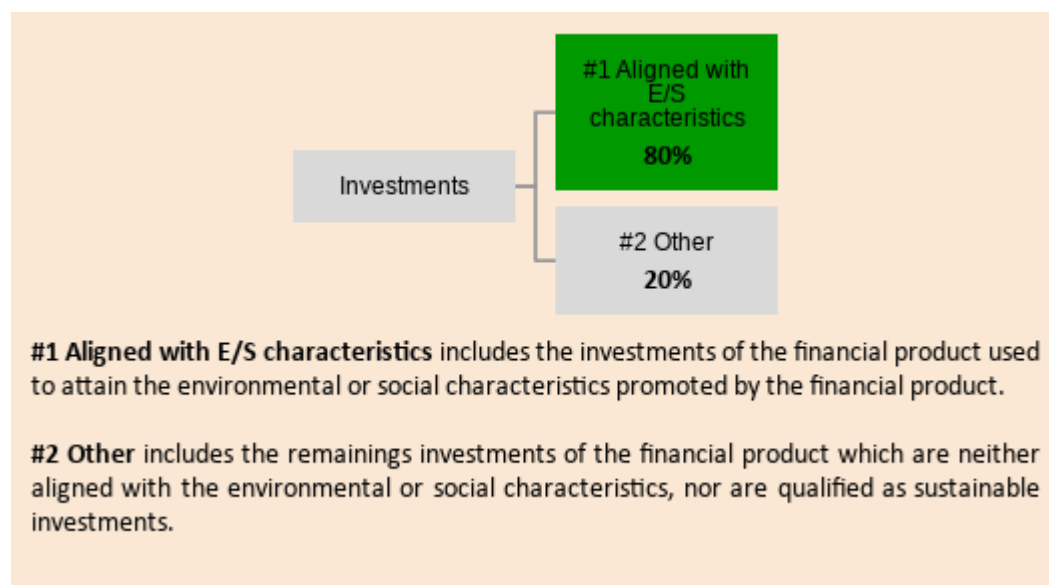 #1 Aligned with
E/S
characteristics
80%
Investments
#2 Other
20%
#1 Aligned with E/S characteristics includes the investments of the financial product used
to attain the environmental or social characteristics promoted by the financial product.
#2 Other includes the remainings investments of the financial product which are neither
aligned with the environmental or social characteristics, nor are qualified as sustainable
investments.